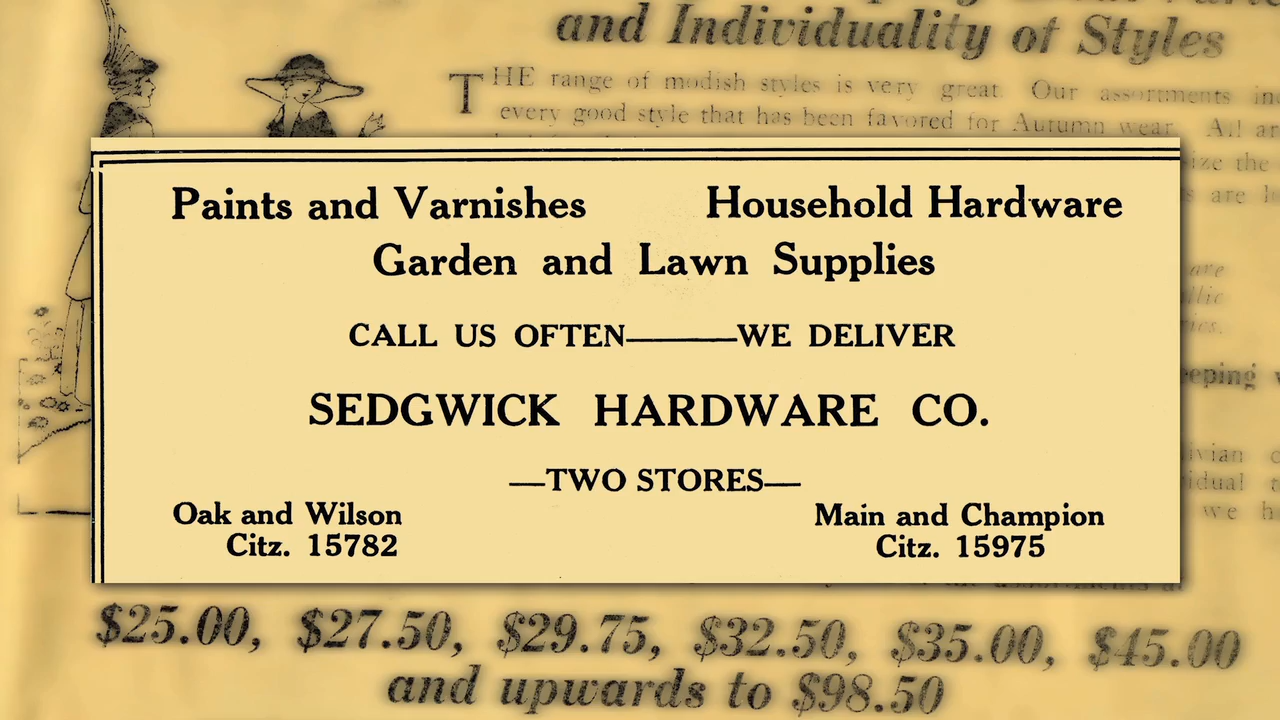 and Individuality of Styles
THE range of modish styles is very great. Our assortments
every good style that has been favored for Autumn wear. All
Paints and Varnishes Household Hardware
Garden and Lawn Supplies
CALL US OFTEN———WE DELIVER
SEDGWICK HARDWARE CO.
—TWO STORES—
Oak and Wilson Main and Champion
Citz. 15782 Citz. 15975
$25.00, $27.50, $29.75, $32.50, $35.00, $45.00
and upwards to $98.50